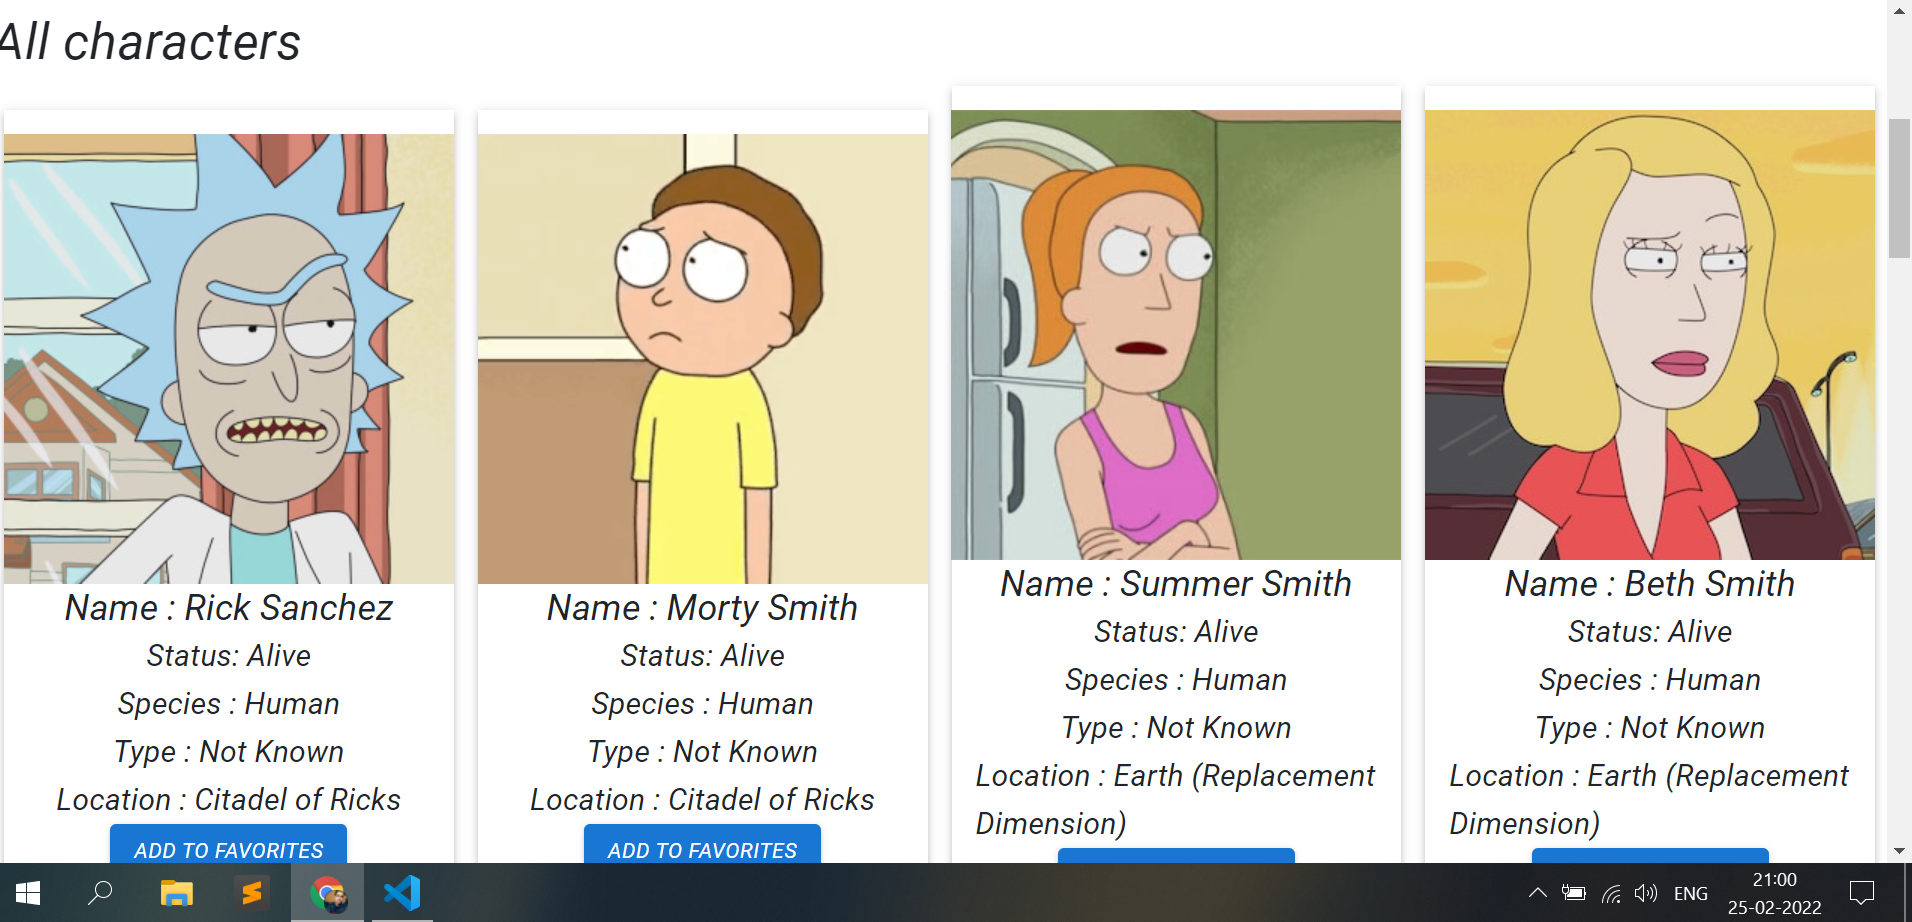 All characters
Name : Rick Sanchez
Status: Alive
Species : Human
Type : Not Known
Location : Citadel of Ricks
ADD TO FAVORITES
Name : Morty Smith
Status: Alive
Species : Human
Type : Not Known
Location : Citadel of Ricks
ADD TO FAVORITES
Name : Summer Smith
Status: Alive
Species : Human
Type : Not Known
Location : Earth (Replacement
Dimension)
Name : Beth Smith
Status: Alive
Species : Human
Type : Not Known
Location : Earth (Replacement
Dimension)
ENG
21:00
25-02-2022